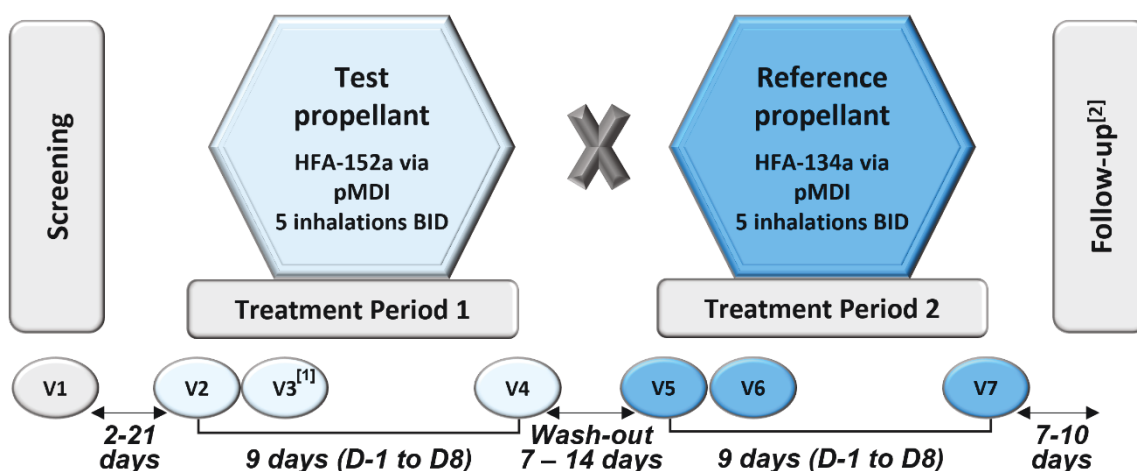 Screening
Test
propellant
HFA-152a via
pMDI
5 inhalations BID
Treatment Period 1
Reference
propellant
HFA-134a via
pMDI
5 inhalations BID
Treatment Period 2
Follow-up[2]
V1
V2
V3[1]
V4
V5
V6
V7
2-21
days
9 days (D-1 to D8)
Wash-out
7 – 14 days
9 days (D-1 to D8)
7-10
days